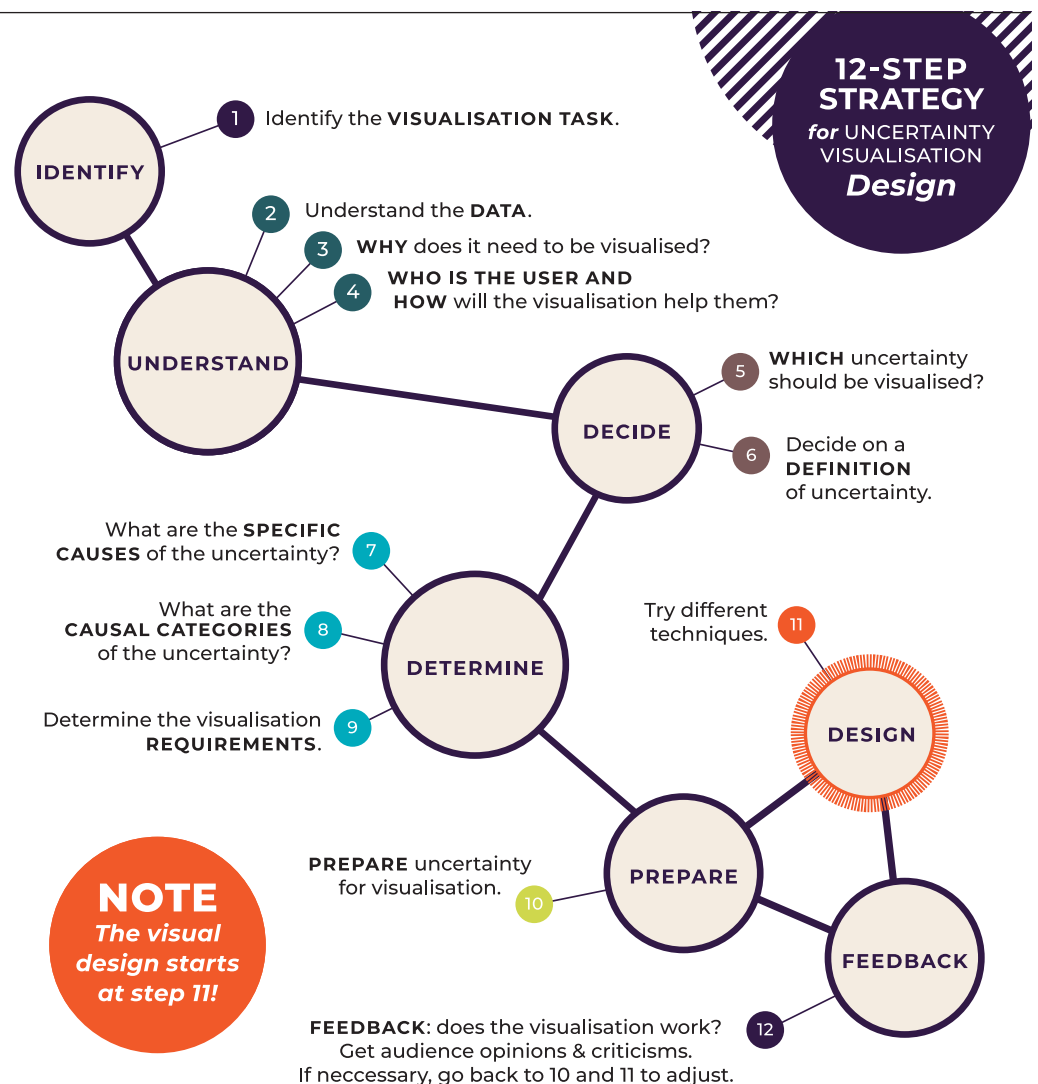 12-STEP
STRATEGY
for UNCERTAINTY
VISUALISATION
Design
IDENTIFY
1
Identify the VISUALISATION TASK.
UNDERSTAND
2
Understand the DATA.
3
WHY does it need to be visualised?
4
WHO IS THE USER AND
HOW will the visualisation help them?
DECIDE
5
WHICH uncertainty
should be visualised?
6
Decide on a
DEFINITION
of uncertainty.
DETERMINE
What are the SPECIFIC
CAUSES of the uncertainty?
7
What are the
CAUSAL CATEGORIES
of the uncertainty?
8
Determine the visualisation
REQUIREMENTS.
9
PREPARE
PREPARE uncertainty
for visualisation.
10
DESIGN
Try different
techniques.
11
FEEDBACK
FEEDBACK: does the visualisation work?
Get audience opinions & criticisms.
If neccessary, go back to 10 and 11 to adjust.
12
NOTE
The visual
design starts
at step 11!